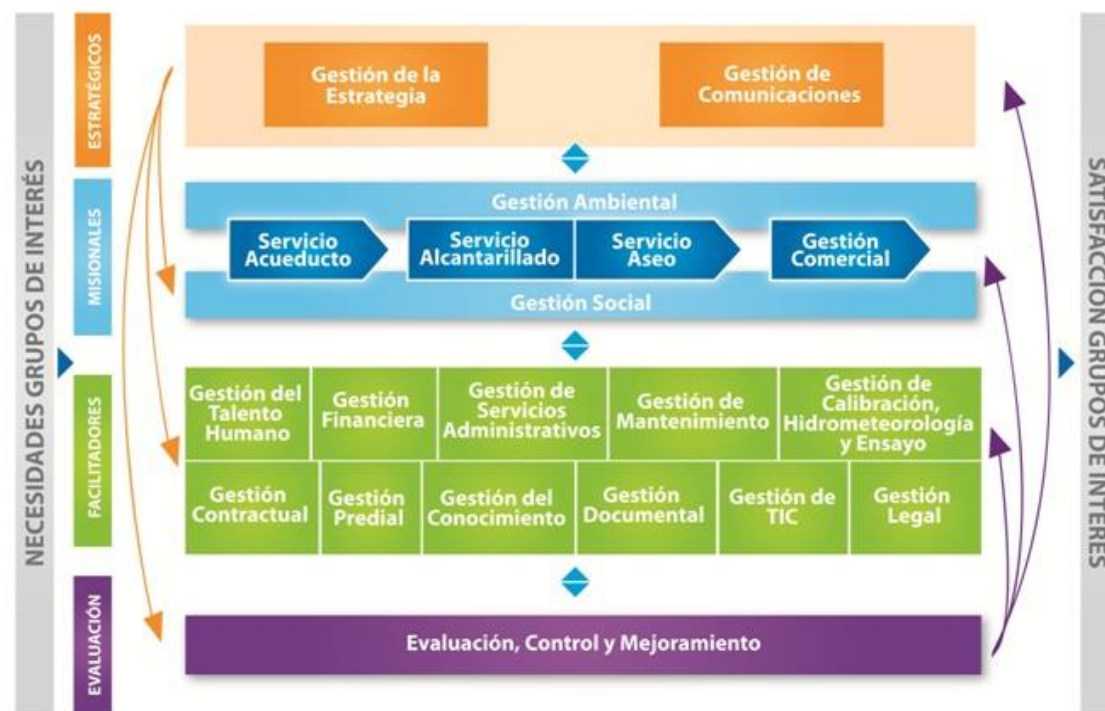 NECESIDADES GRUPOS DE INTERÉS
ESTRATÉGICOS
Gestión de la
Estrategia
Gestión de
Comunicaciones
MISIONALES
Gestión Ambiental
Servicio
Acueducto
Servicio
Alcantarillado
Servicio
Aseo
Gestión
Comercial
Gestión Social
FACILITADORES
Gestión del
Talento
Humano
Gestión
Financiera
Gestión de
Servicios
Administrativos
Gestión de
Mantenimiento
Gestión de
Calibración,
Hidrometeorología
y Ensayo
Gestión
Contractual
Gestión
Predial
Gestión del
Conocimiento
Gestión
Documental
Gestión de
TIC
Gestión
Legal
EVALUACIÓN
Evaluación, Control y Mejoramiento
SATISFACCION GRUPOS DE INTERES